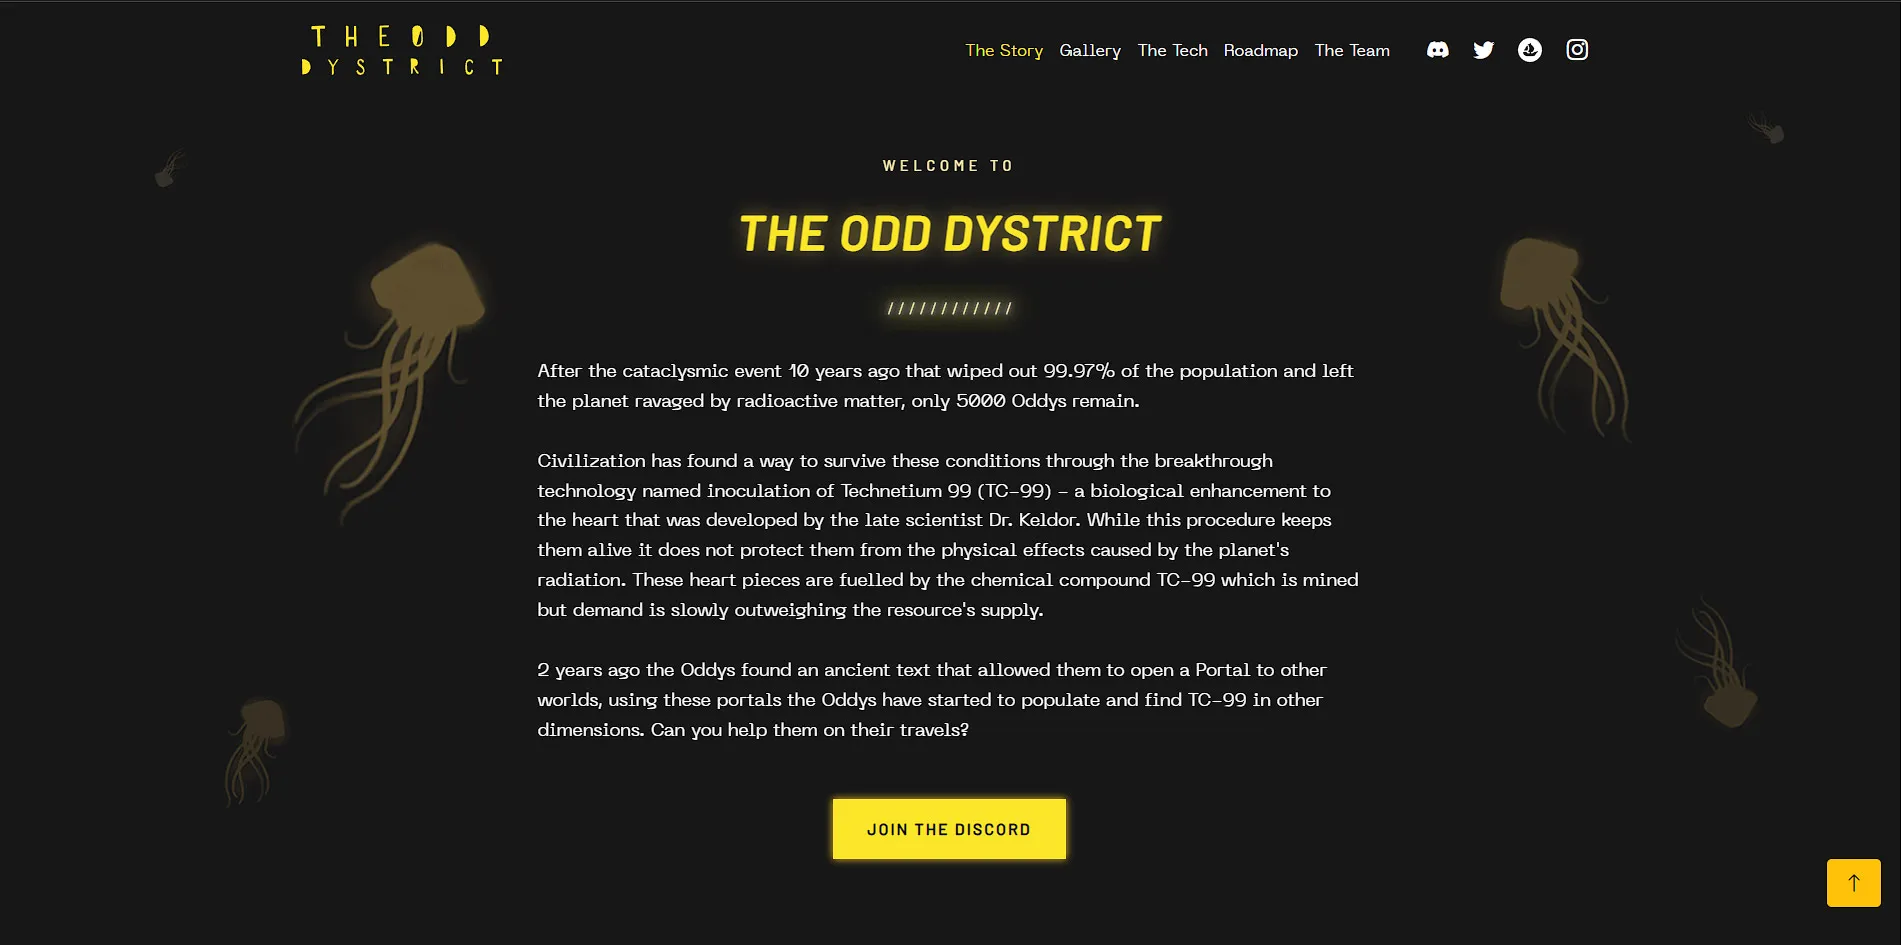 THE ODD
DYSTRICT
The Story Gallery The Tech Roadmap The Team
WELCOME TO
THE ODD DYSTRICT
////////////
After the cataclysmic event 10 years ago that wiped out 99.97% of the population and left
the planet ravaged by radioactive matter, only 5000 Oddys remain.
Civilization has found a way to survive these conditions through the breakthrough
technology named inoculation of Technetium 99 (TC-99) - a biological enhancement to
the heart that was developed by the late scientist Dr. Keldor. While this procedure keeps
them alive it does not protect them from the physical effects caused by the planet's
radiation. These heart pieces are fuelled by the chemical compound TC-99 which is mined
but demand is slowly outweighing the resource's supply.
2 years ago the Oddys found an ancient text that allowed them to open a Portal to other
worlds, using these portals the Oddys have started to populate and find TC-99 in other
dimensions. Can you help them on their travels?
JOIN THE DISCORD